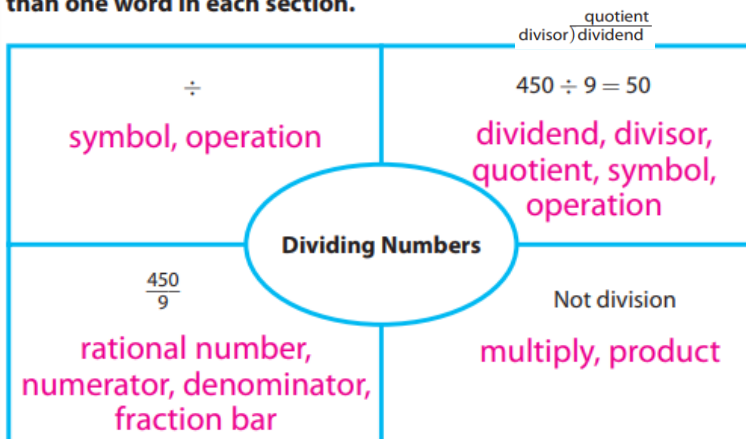 than one word in each section.
quotient
divisor)dividend
÷
symbol, operation
450 ÷ 9 = 50
dividend, divisor,
quotient, symbol,
operation
Dividing Numbers
450
9
rational number,
numerator, denominator,
fraction bar
Not division
multiply, product